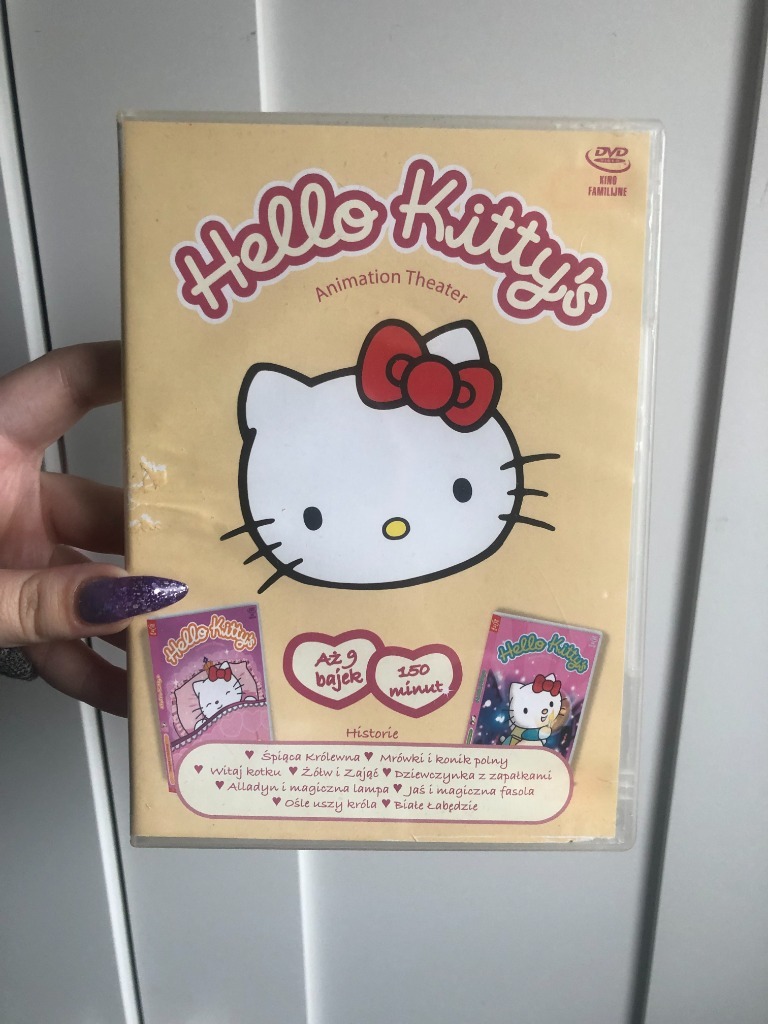 DVD
VIDEO
KINO
FAMILIJNE
Hello Kitty's
Animation Theater
Hello Kitty's
Hello Kitty's
Aż 9
bajek
150
minut
Historie
♥ Śpiąca Królewna ♥ Mrówki i konik polny
♥ Witaj kotku ♥ Żółw i Zając ♥ Dziewczynka z zapałkami
♥ Alladyn i magiczna lampa ♥ Jaś i magiczna fasola
♥ Ośle uszy króla ♥ Białe Łabędzie